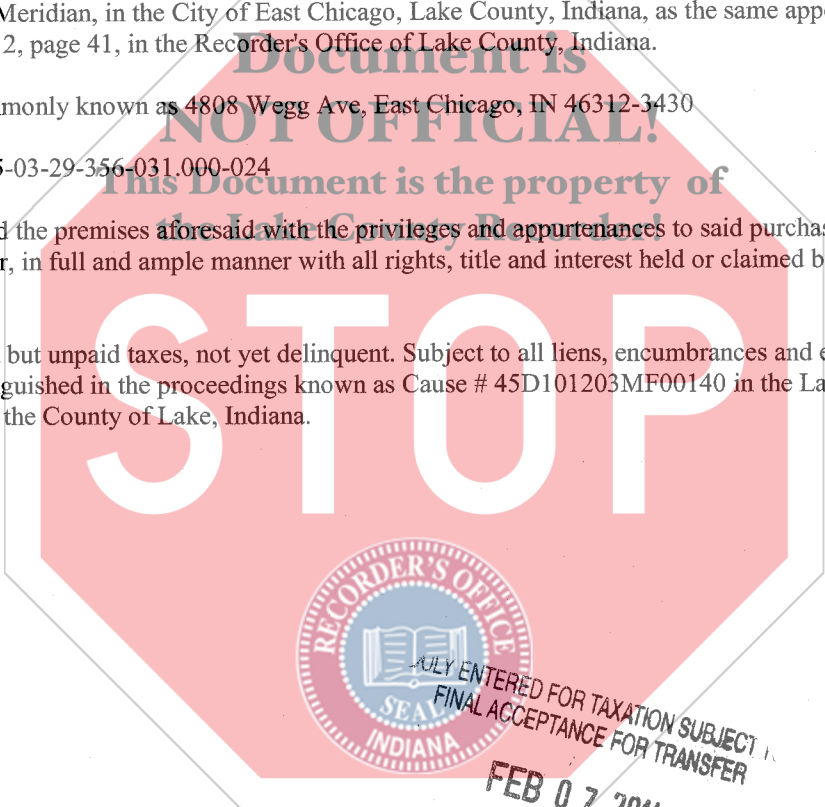 Meridian, in the City of East Chicago, Lake County, Indiana, as the same app
2, page 41, in the Recorder's Office of Lake County, Indiana.
Document is
monly known as 4808 Wegg Ave, East Chicago, IN 46312-3430
NOT OFFICIAL!
-03-29-356-031.000-024
This Document is the property of
the Lake County Recorder!
d the premises aforesaid with the privileges and appurtenances to said purchas
r, in full and ample manner with all rights, title and interest held or claimed b
STOP
but unpaid taxes, not yet delinquent. Subject to all liens, encumbrances and e
guished in the proceedings known as Cause # 45D101203MF00140 in the La
the County of Lake, Indiana.
RECORDER'S OFFICE
SEAL
INDIANA
ULY ENTERED FOR TAXATION SUBJECT
FINAL ACCEPTANCE FOR TRANSFER
FEB 07